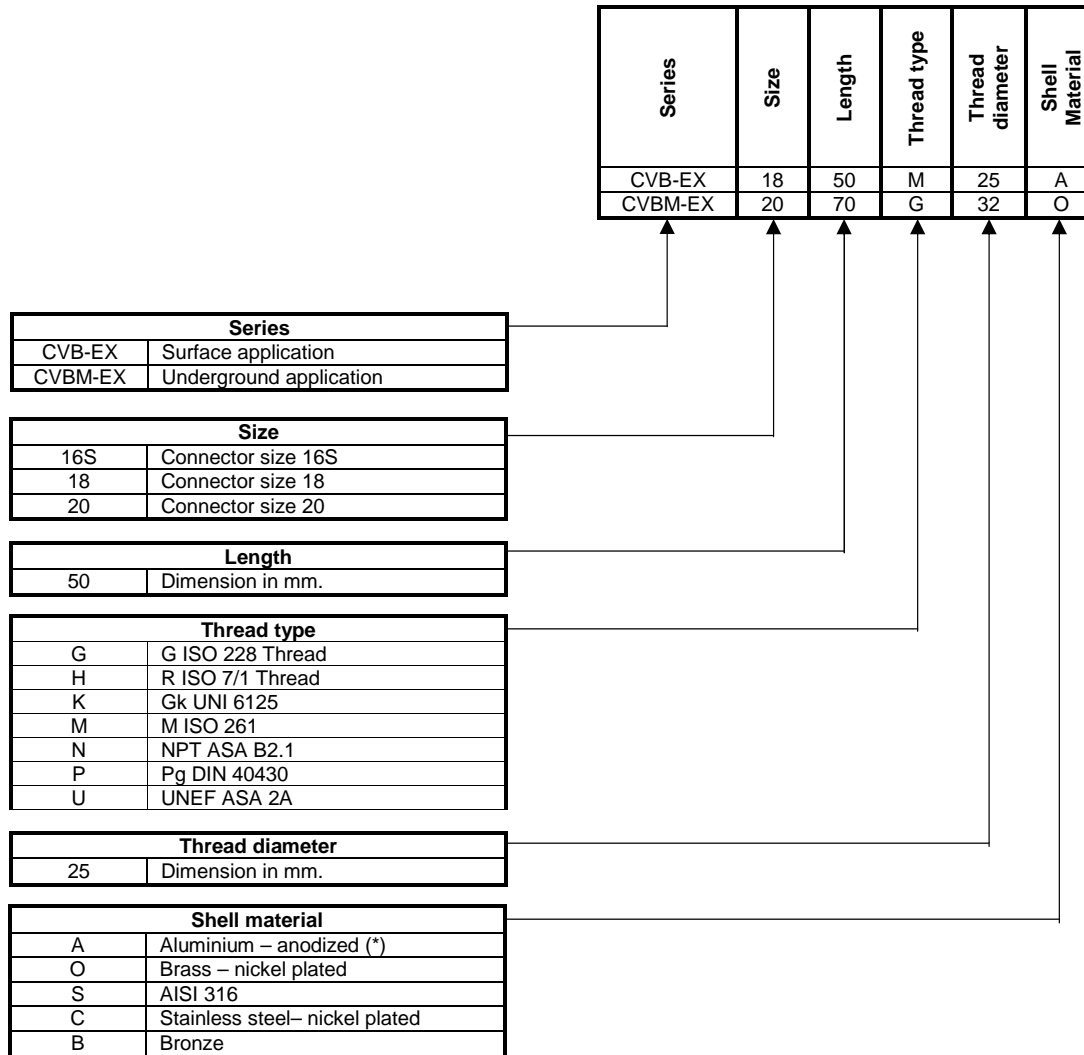 Series Size Length Thread type Thread diameter Shell Material
CVB-EX 18 50 M 25 A
CVBM-EX 20 70 G 32 O
Series
CVB-EX Surface application
CVBM-EX Underground application
Size
16S Connector size 16S
18 Connector size 18
20 Connector size 20
Length
50 Dimension in mm.
Thread type
G G ISO 228 Thread
H R ISO 7/1 Thread
K Gk UNI 6125
M M ISO 261
N NPT ASA B2.1
P Pg DIN 40430
U UNEF ASA 2A
Thread diameter
25 Dimension in mm.
Shell material
A Aluminium – anodized (*)
O Brass – nickel plated
S AISI 316
C Stainless steel– nickel plated
B Bronze